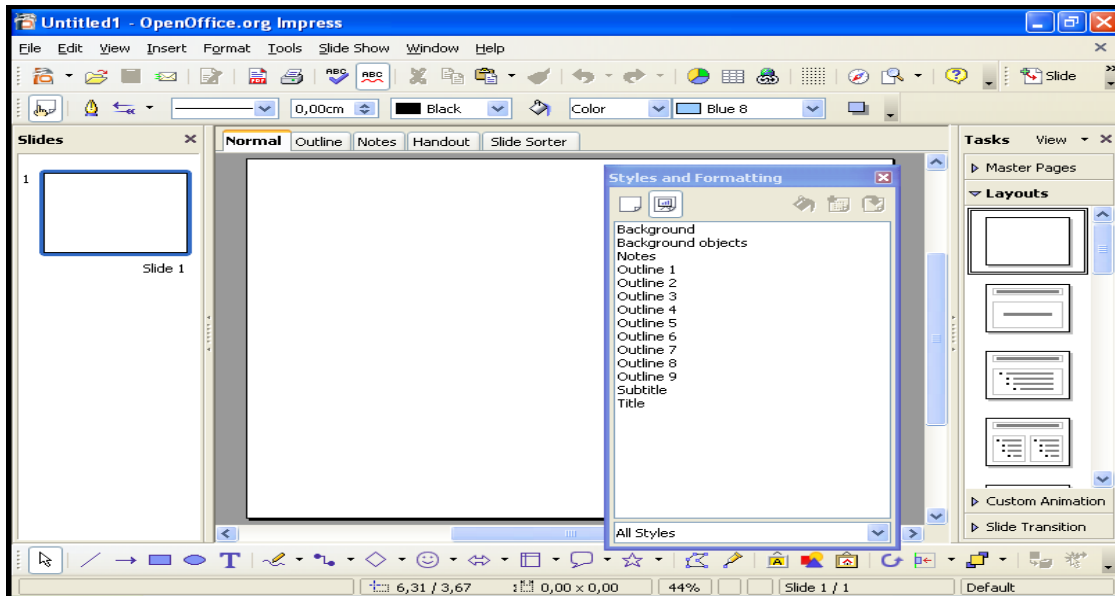 Untitled1 - OpenOffice.org Impress
File Edit View Insert Format Tools Slide Show Window Help
ABC ABC Slide
0,00cm Black Color Blue 8
Slides
1
Slide 1
Normal Outline Notes Handout Slide Sorter
Styles and Formatting
Background
Background objects
Notes
Outline 1
Outline 2
Outline 3
Outline 4
Outline 5
Outline 6
Outline 7
Outline 8
Outline 9
Subtitle
Title
All Styles
Tasks View
Master Pages
Layouts
Custom Animation
Slide Transition
T A
6,31 / 3,67 0,00 x 0,00 44% Slide 1 / 1 Default